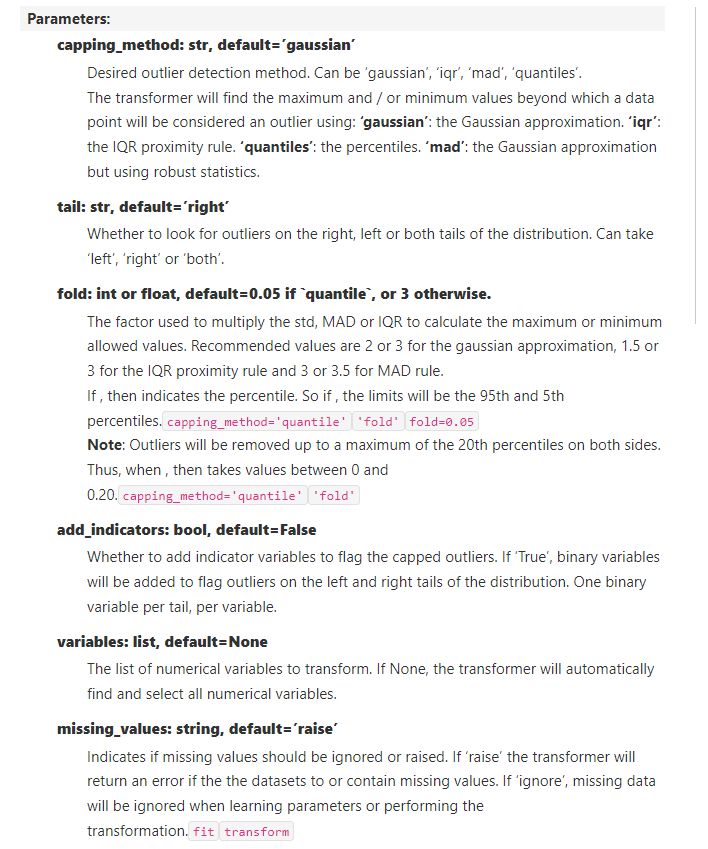 Parameters:
capping_method: str, default=’gaussian’
Desired outlier detection method. Can be ‘gaussian’, ‘iqr’, ‘mad’, ‘quantiles’.
The transformer will find the maximum and / or minimum values beyond which a data
point will be considered an outlier using: ‘gaussian’: the Gaussian approximation. ‘iqr’:
the IQR proximity rule. ‘quantiles’: the percentiles. ‘mad’: the Gaussian approximation
but using robust statistics.
tail: str, default=’right’
Whether to look for outliers on the right, left or both tails of the distribution. Can take
‘left’, ‘right’ or ‘both’.
fold: int or float, default=0.05 if `quantile`, or 3 otherwise.
The factor used to multiply the std, MAD or IQR to calculate the maximum or minimum
allowed values. Recommended values are 2 or 3 for the gaussian approximation, 1.5 or
3 for the IQR proximity rule and 3 or 3.5 for MAD rule.
If , then indicates the percentile. So if , the limits will be the 95th and 5th
percentiles. capping_method='quantile' 'fold' fold=0.05
Note: Outliers will be removed up to a maximum of the 20th percentiles on both sides.
Thus, when , then takes values between 0 and
0.20. capping_method='quantile' 'fold'
add_indicators: bool, default=False
Whether to add indicator variables to flag the capped outliers. If ‘True’, binary variables
will be added to flag outliers on the left and right tails of the distribution. One binary
variable per tail, per variable.
variables: list, default=None
The list of numerical variables to transform. If None, the transformer will automatically
find and select all numerical variables.
missing_values: string, default=’raise’
Indicates if missing values should be ignored or raised. If ‘raise’ the transformer will
return an error if the the datasets to or contain missing values. If ‘ignore’, missing data
will be ignored when learning parameters or performing the
transformation. fit transform